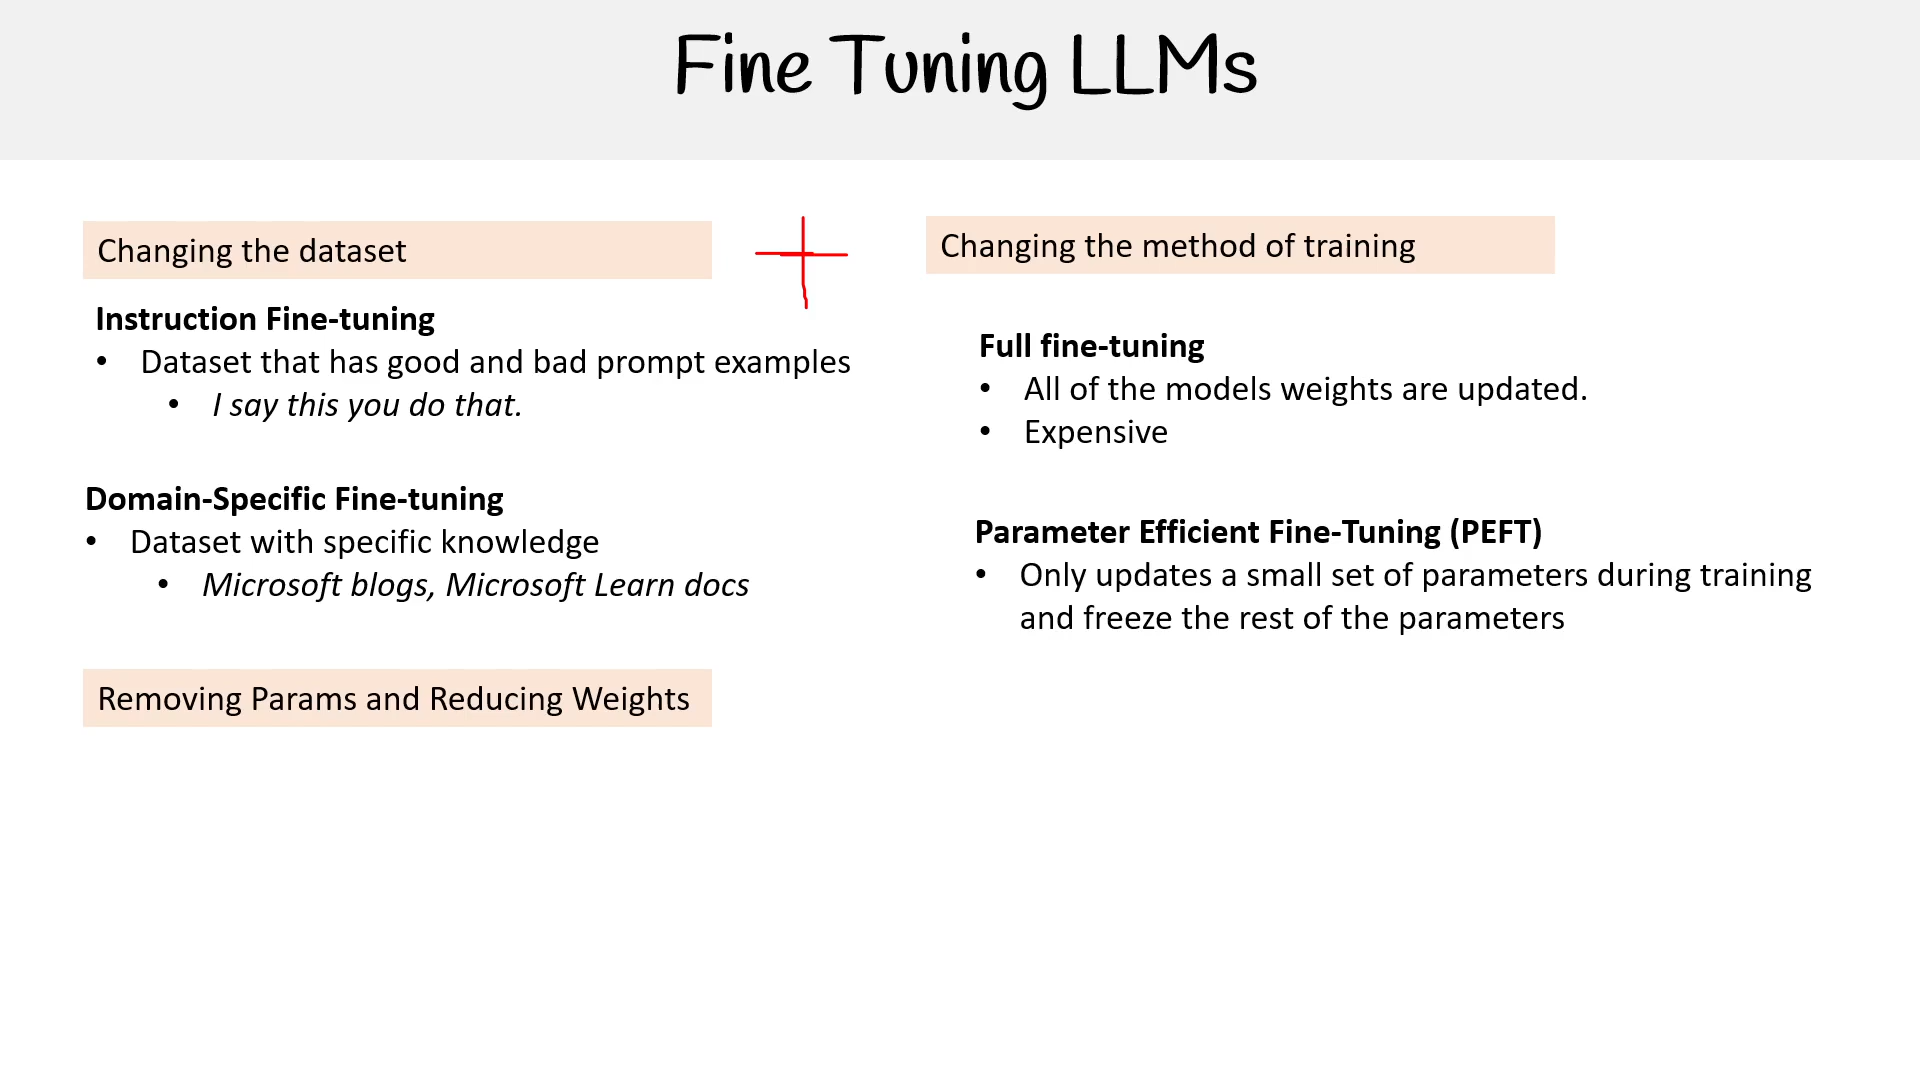 Fine Tuning LLMs
Changing the dataset
Instruction Fine-tuning
• Dataset that has good and bad prompt examples
• I say this you do that.
Domain-Specific Fine-tuning
• Dataset with specific knowledge
• Microsoft blogs, Microsoft Learn docs
Removing Params and Reducing Weights
Changing the method of training
Full fine-tuning
• All of the models weights are updated.
• Expensive
Parameter Efficient Fine-Tuning (PEFT)
• Only updates a small set of parameters during training
and freeze the rest of the parameters